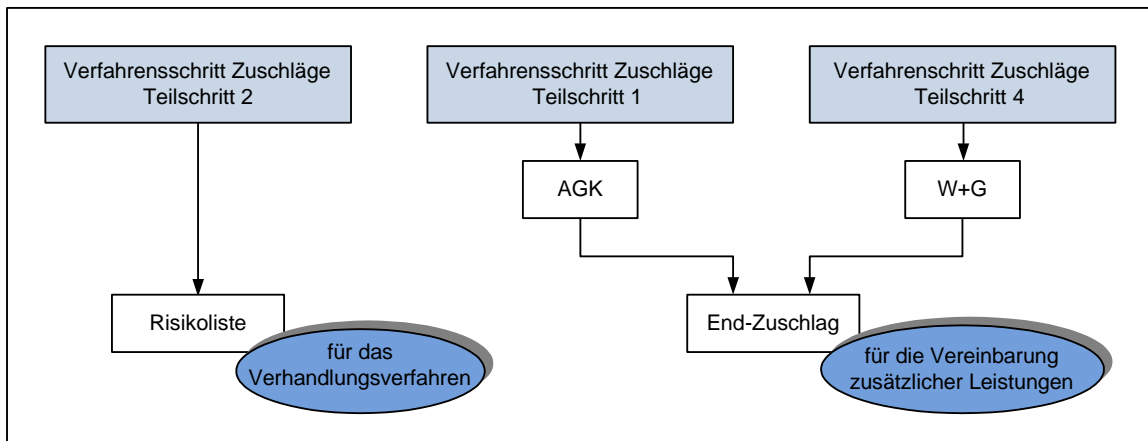 Verfahrensschritt Zuschläge
Teilschritt 2
Verfahrensschritt Zuschläge
Teilschritt 1
Verfahrensschritt Zuschläge
Teilschritt 4
AGK
W+G
Risikoliste
End-Zuschlag
für das
Verhandlungsverfahren
für die Vereinbarung
zusätzlicher Leistungen